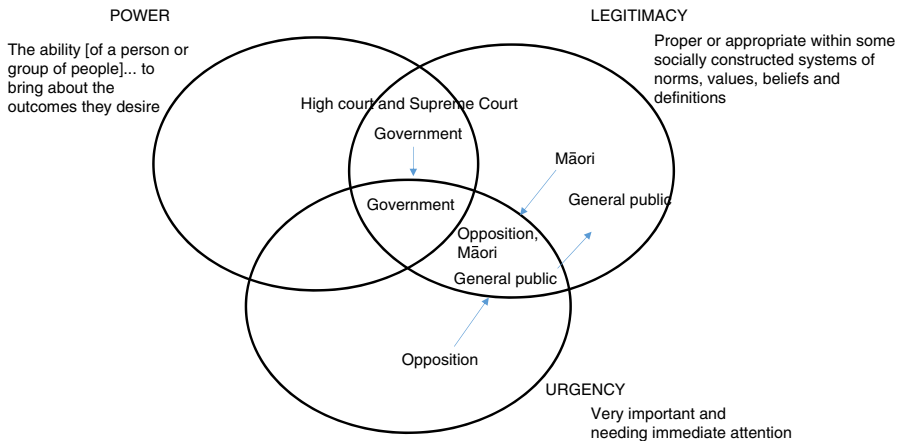 POWER
The ability [of a person or
group of people]... to
bring about the
outcomes they desire
LEGITIMACY
Proper or appropriate within some
socially constructed systems of
norms, values, beliefs and
definitions
High court and Supreme Court
Government
Māori
General public
Government
Opposition,
Māori
General public
Opposition
URGENCY
Very important and
needing immediate attention